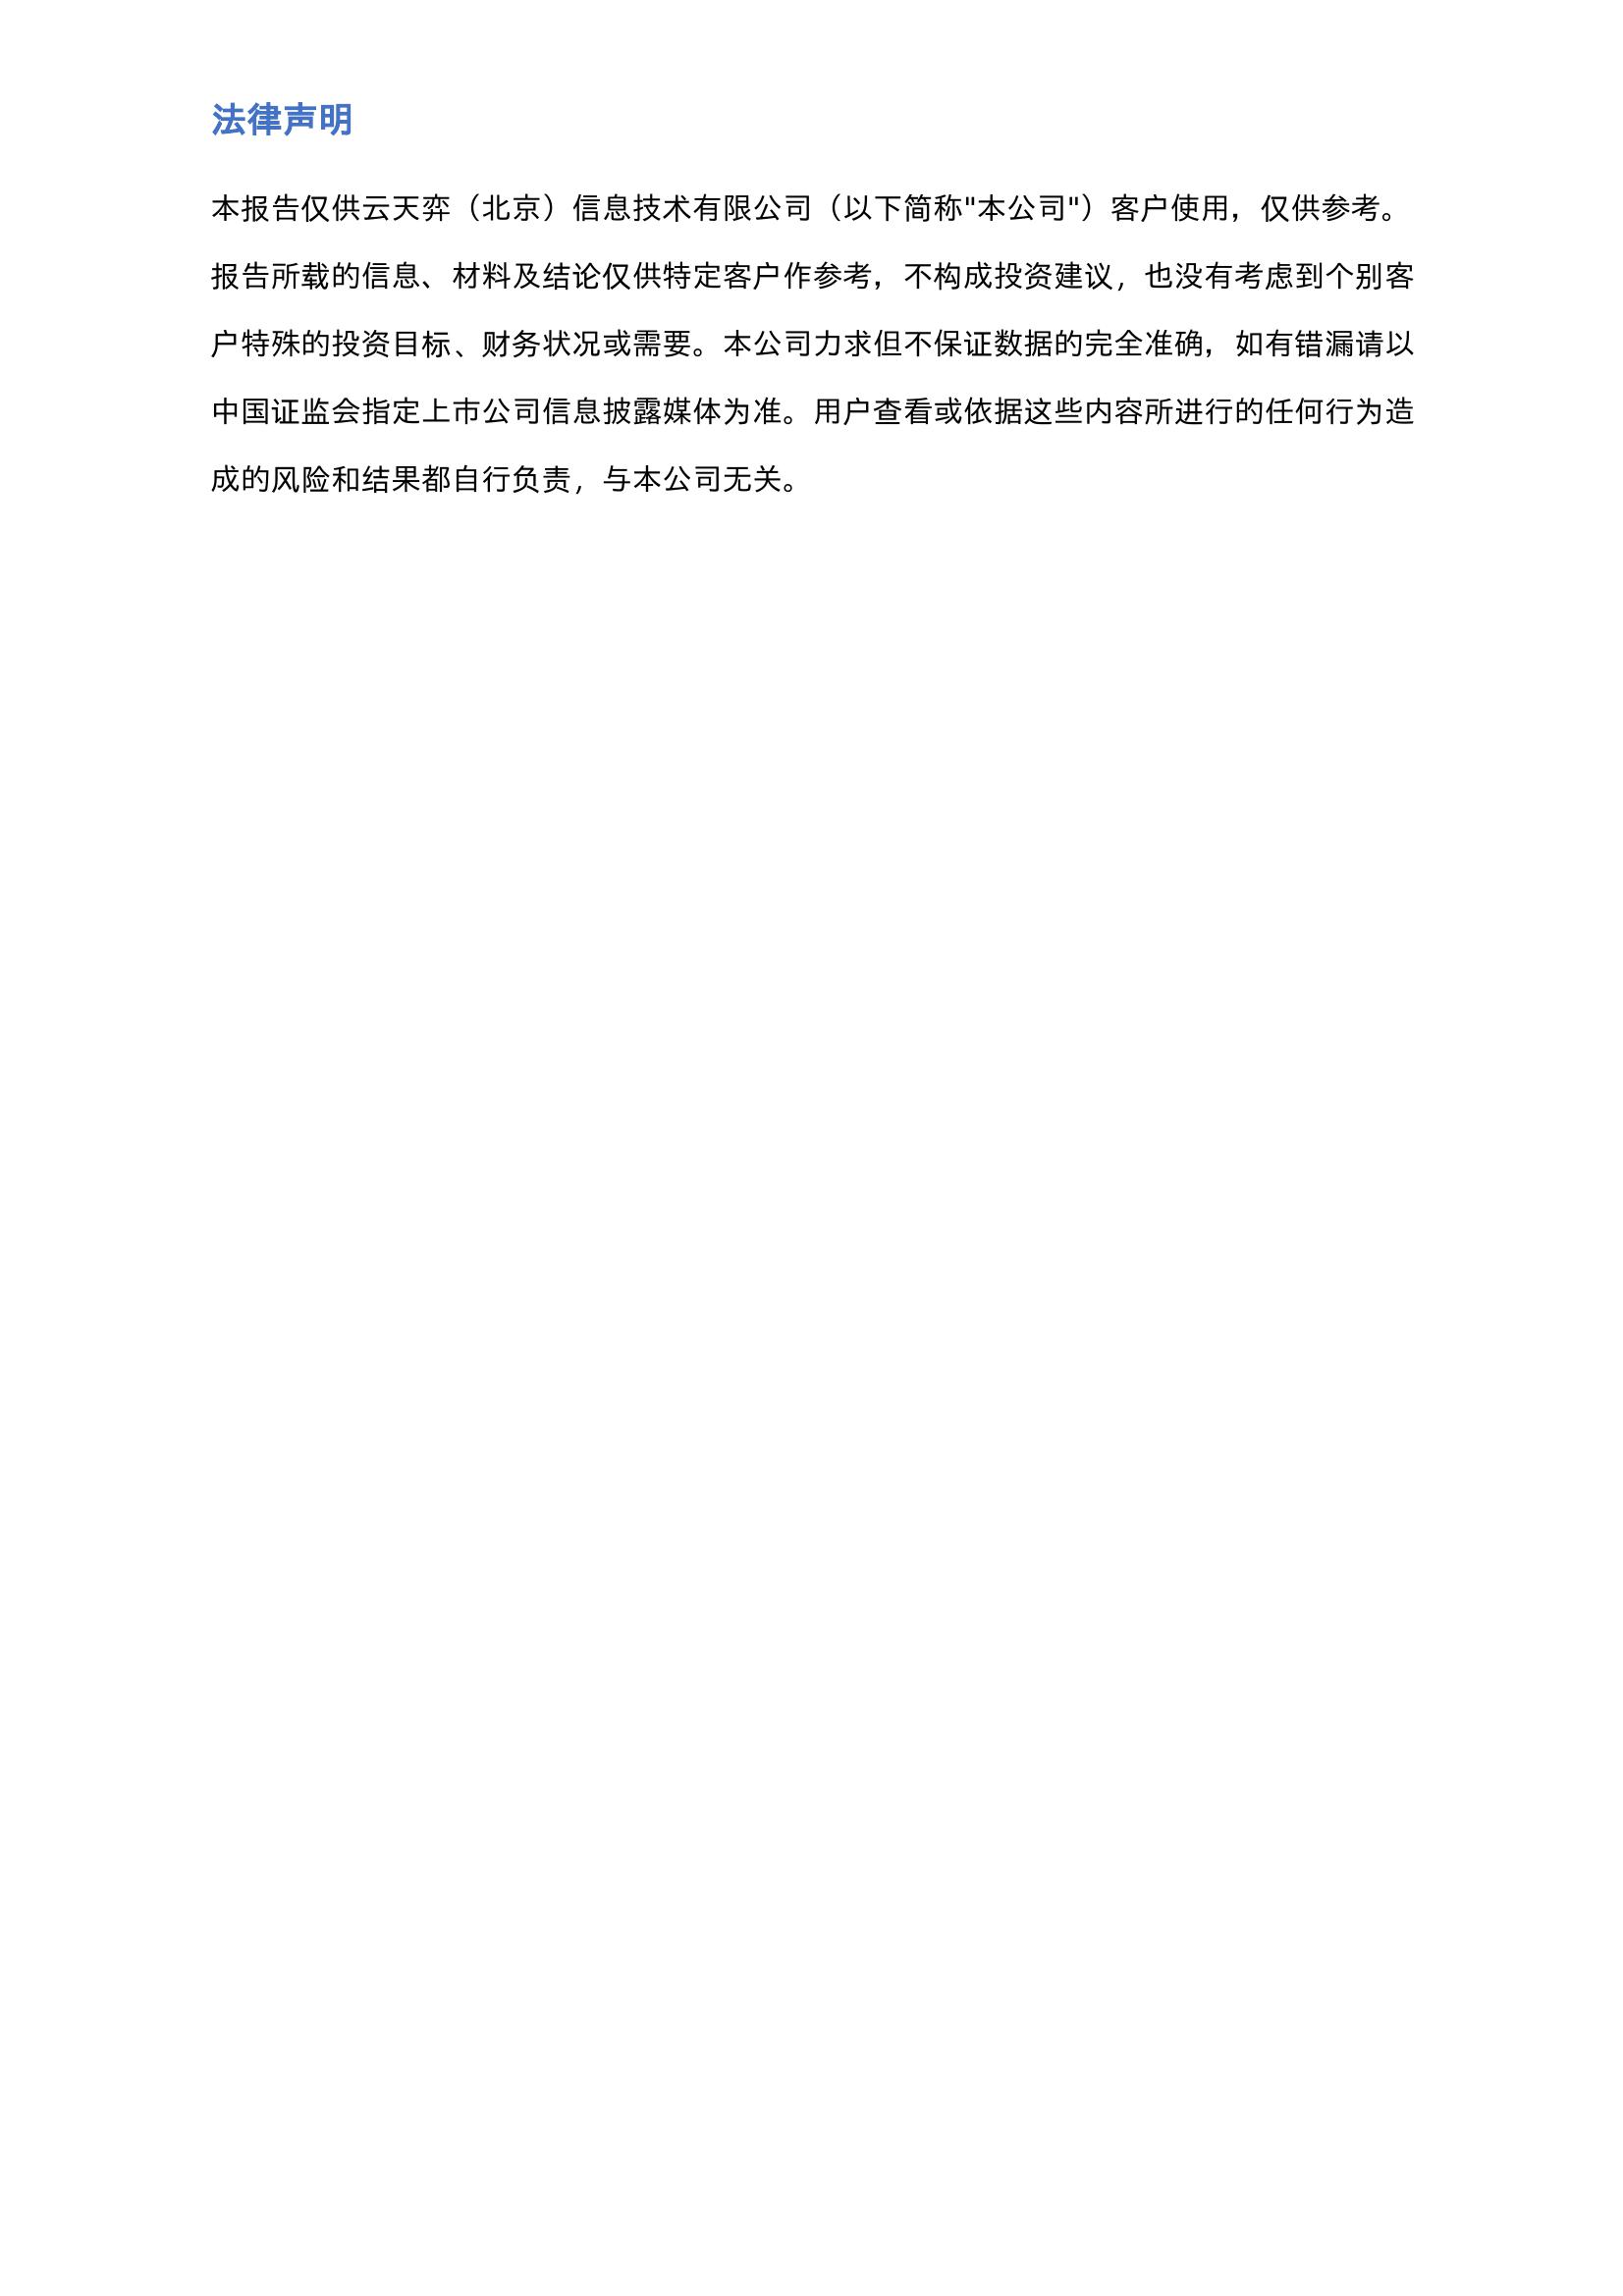 法律声明
本报告仅供云天弈（北京）信息技术有限公司（以下简称"本公司"）客户使用，仅供参考。
报告所载的信息、材料及结论仅供特定客户作参考，不构成投资建议，也没有考虑到个别客
户特殊的投资目标、财务状况或需要。本公司力求但不保证数据的完全准确，如有错漏请以
中国证监会指定上市公司信息披露媒体为准。用户查看或依据这些内容所进行的任何行为造
成的风险和结果都自行负责，与本公司无关。